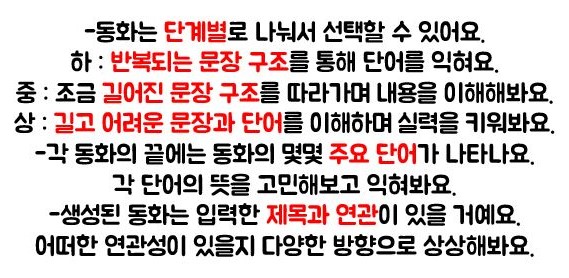 -동화는 단계별로 나눠서 선택할 수 있어요.
하 : 반복되는 문장 구조를 통해 단어를 익혀요.
중 : 조금 길어진 문장 구조를 따라가며 내용을 이해해봐요.
상 : 길고 어려운 문장과 단어를 이해하며 실력을 키워봐요.
-각 동화의 끝에는 동화의 몇몇 주요 단어가 나타나요.
각 단어의 뜻을 고민해보고 익혀봐요.
-생성된 동화는 입력한 제목과 연관이 있을 거예요.
어떠한 연관성이 있을지 다양한 방향으로 상상해봐요.